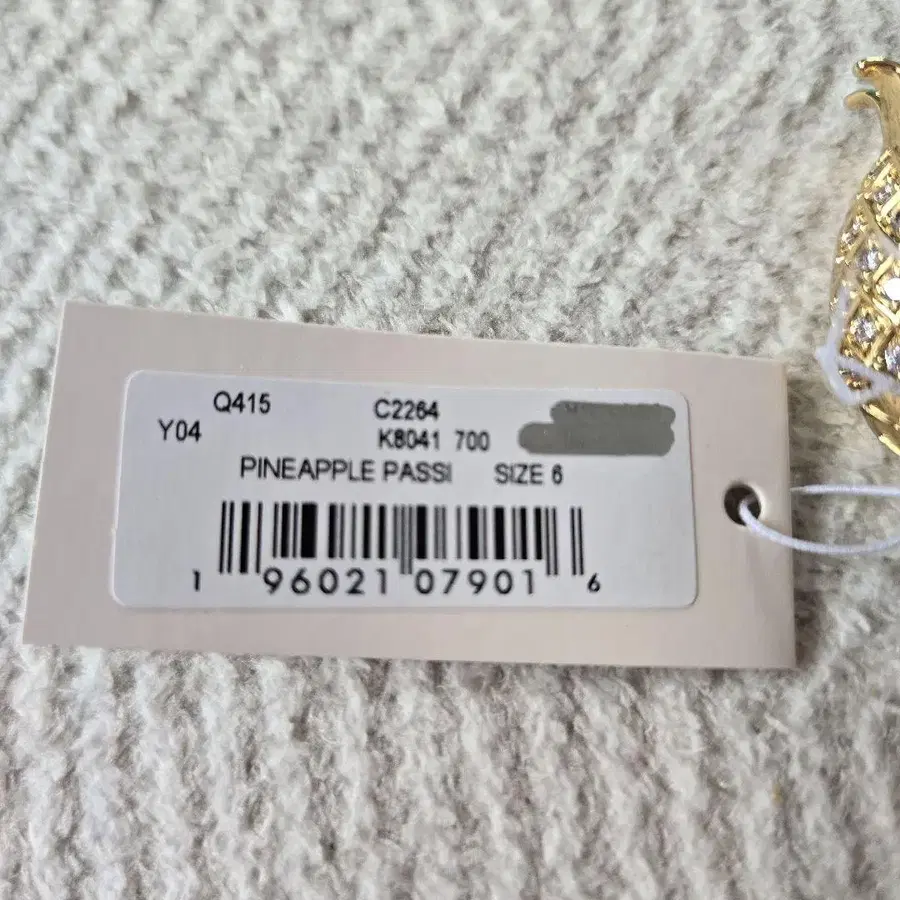 Q415 C2264
Y04 K8041 700
PINEAPPLE PASSI SIZE 6
1 96021 07901 6